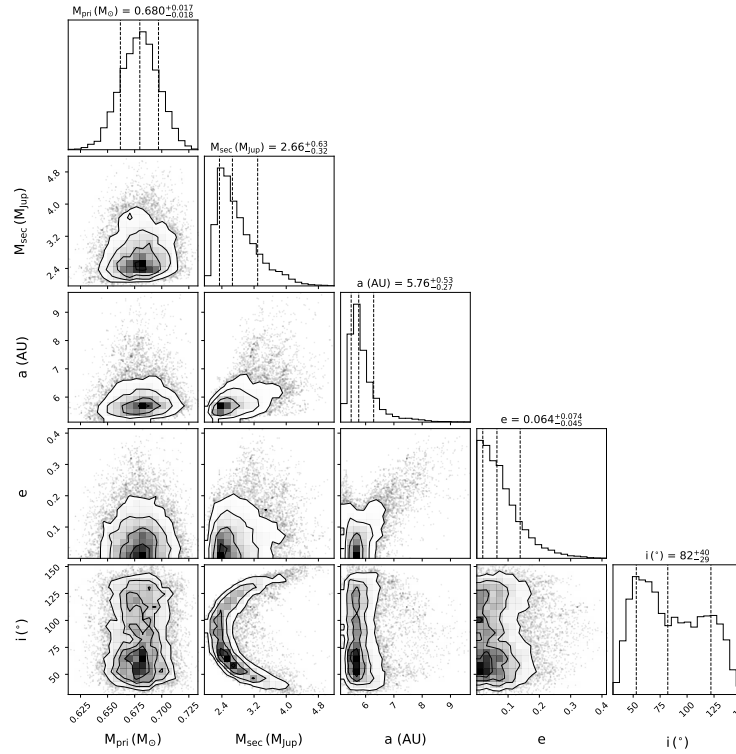 M_pri (M_⊙) = 0.680^{+0.017}_{−0.018}
M_sec (M_Jup) = 2.66^{+0.63}_{−0.32}
M_sec (M_Jup)
4.8
4.0
3.2
2.4
a (AU) = 5.76^{+0.53}_{−0.27}
a (AU)
9
8
7
6
e = 0.064^{+0.074}_{−0.045}
e
0.4
0.3
0.2
0.1
i (°) = 82^{+40}_{−29}
i (°)
150
125
100
75
50
0.625 0.650 0.675 0.700 0.725
2.4 3.2 4.0 4.8
6 7 8 9
0.1 0.2 0.3 0.4
50 75 100 125 150
M_pri (M_⊙)
M_sec (M_Jup)
a (AU)
e
i (°)